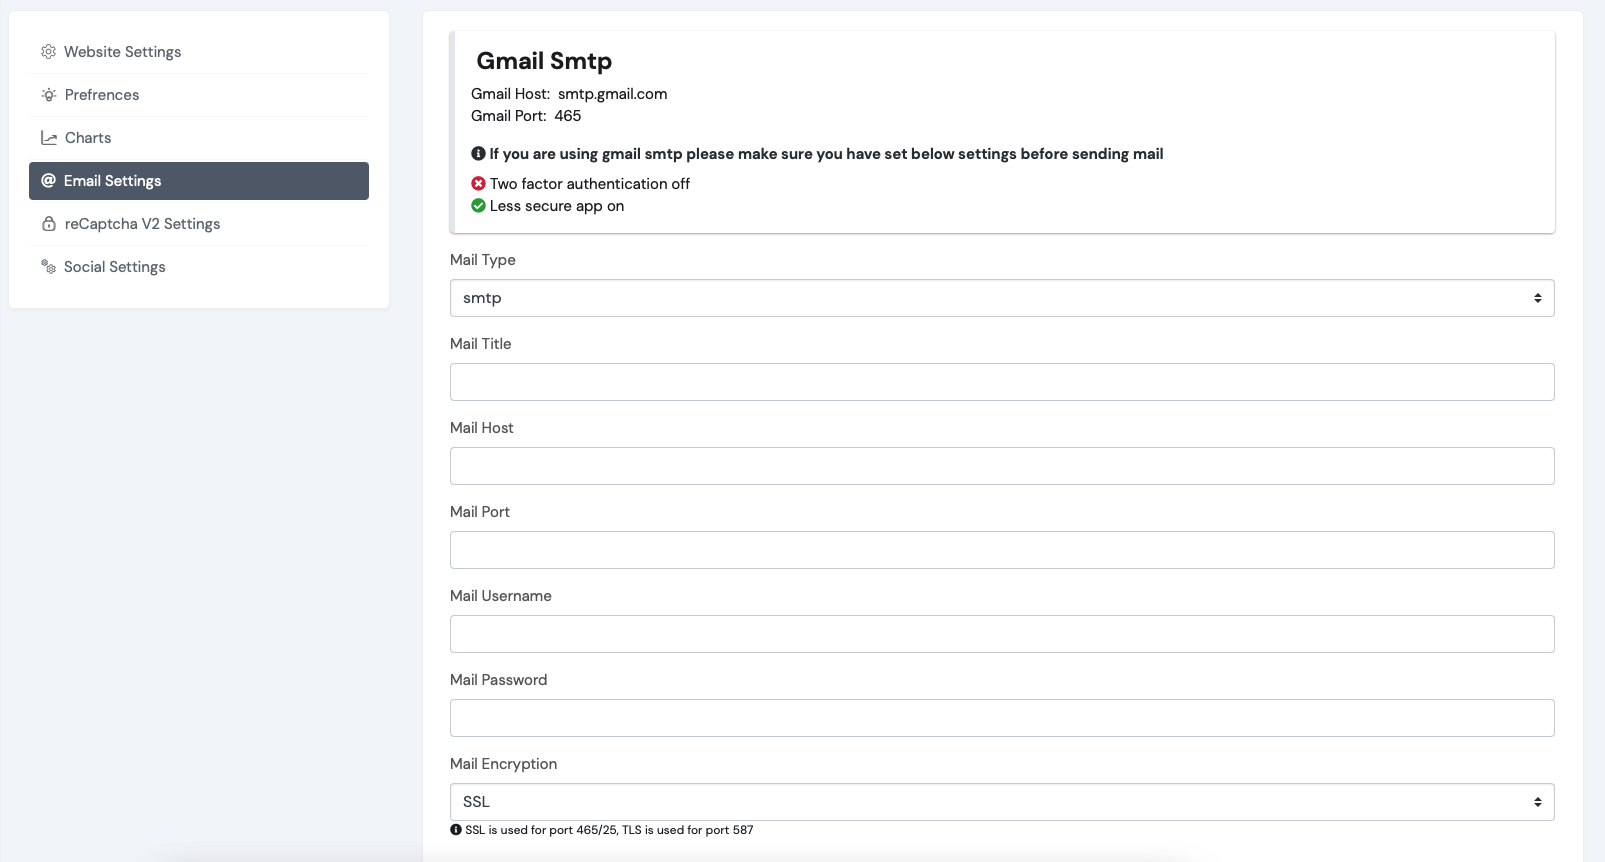 Website Settings
Prefrences
Charts
Email Settings
reCaptcha V2 Settings
Social Settings
Gmail Smtp
Gmail Host: smtp.gmail.com
Gmail Port: 465
If you are using gmail smtp please make sure you have set below settings before sending mail
Two factor authentication off
Less secure app on
Mail Type
smtp
Mail Title
Mail Host
Mail Port
Mail Username
Mail Password
Mail Encryption
SSL
SSL is used for port 465/25, TLS is used for port 587